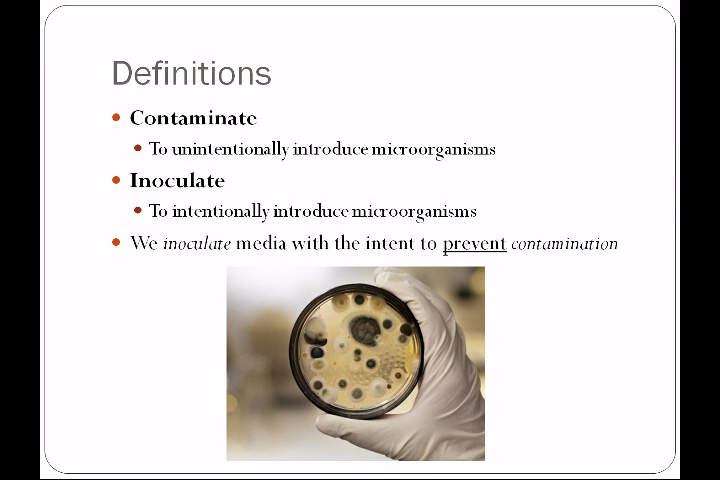 Definitions
Contaminate
To unintentionally introduce microorganisms
Inoculate
To intentionally introduce microorganisms
We inoculate media with the intent to prevent contamination